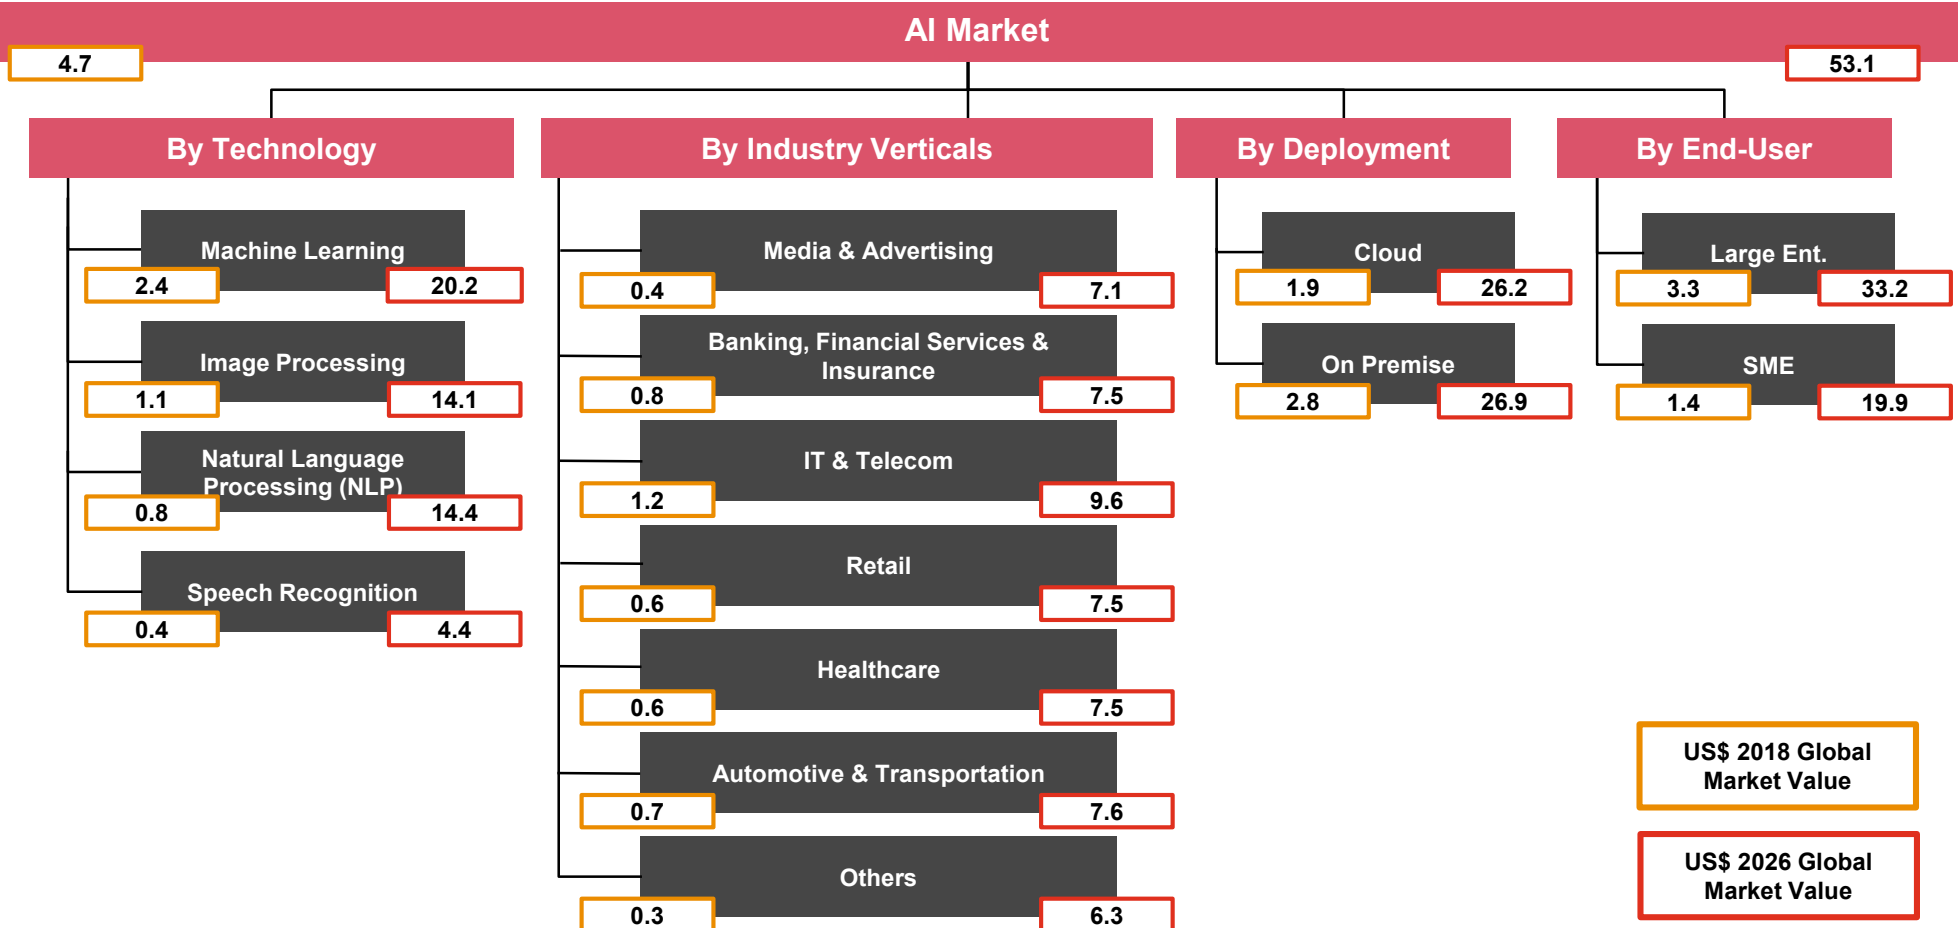 AI Market
4.7
53.1
By Technology
Machine Learning
2.4
20.2
Image Processing
1.1
14.1
Natural Language
Processing (NLP)
0.8
14.4
Speech Recognition
0.4
4.4
By Industry Verticals
Media & Advertising
0.4
7.1
Banking, Financial Services &
Insurance
0.8
7.5
IT & Telecom
1.2
9.6
Retail
0.6
7.5
Healthcare
0.6
7.5
Automotive & Transportation
0.7
7.6
Others
0.3
6.3
By Deployment
Cloud
1.9
26.2
On Premise
2.8
26.9
By End-User
Large Ent.
3.3
33.2
SME
1.4
19.9
US$ 2018 Global
Market Value
US$ 2026 Global
Market Value